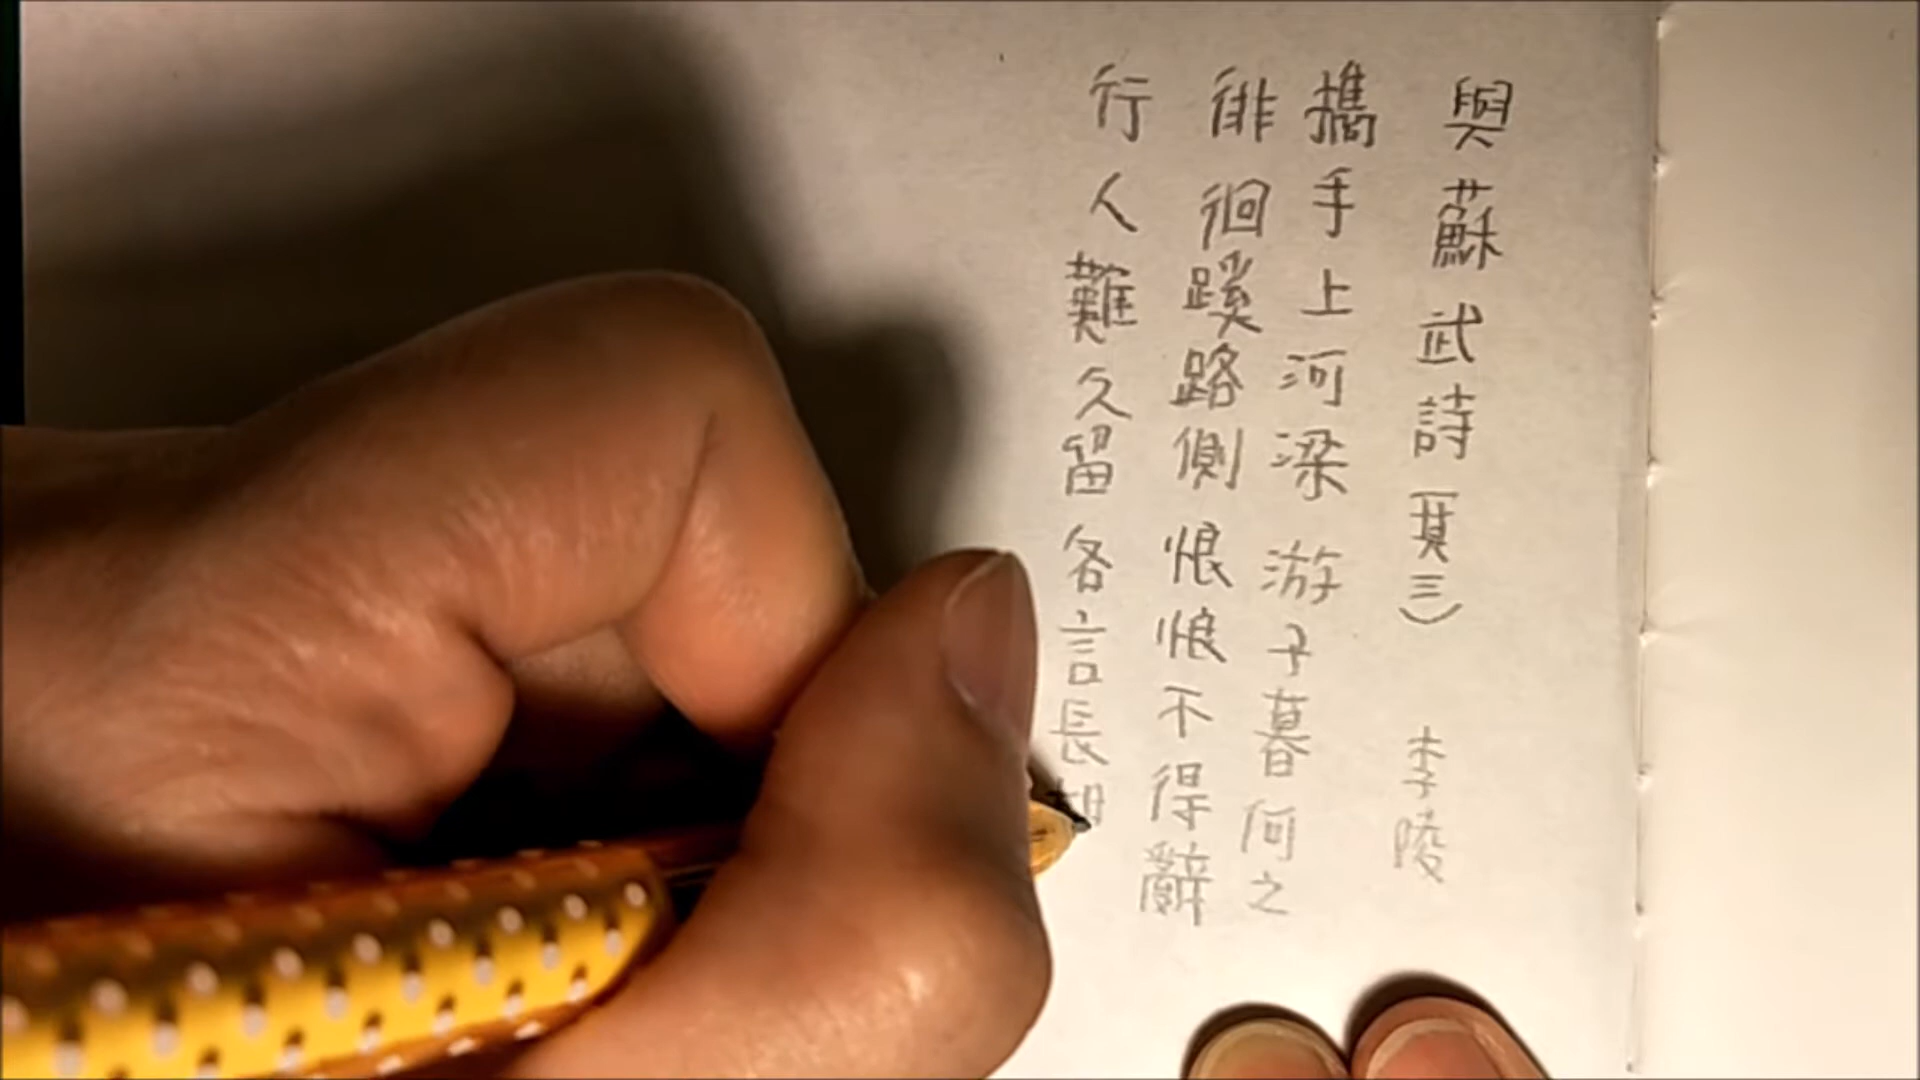 與蘇武詩(其三) 李陵
攜手上河梁游子暮何之
徘徊蹊路側悢悢不得辭
行人難久留各言長相